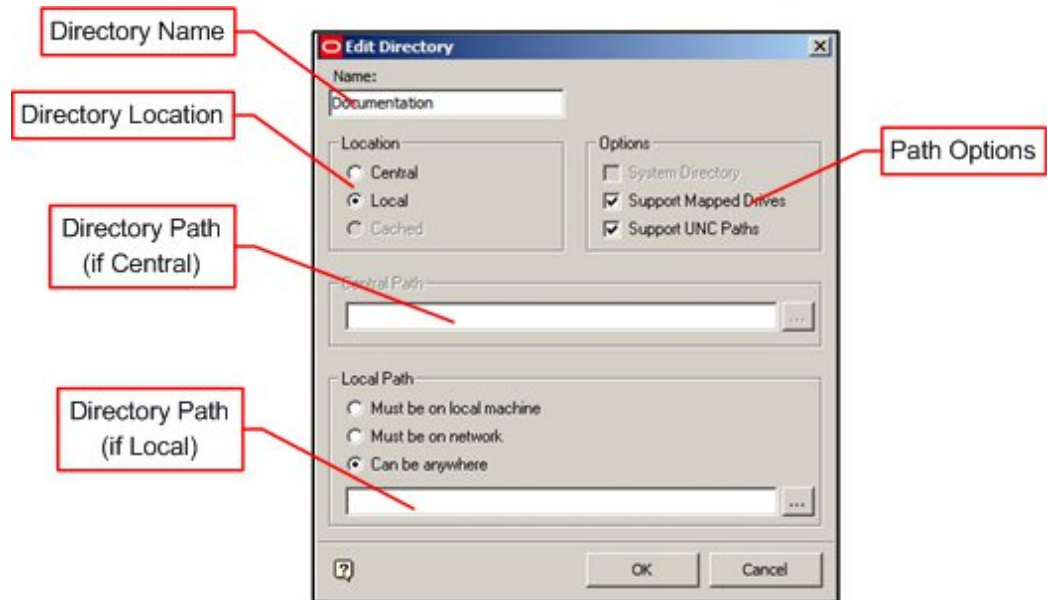 Directory Name
Edit Directory
Name:
Documentation
Directory Location
Location
Central
Local
Cached
Options
System Directory
Support Mapped Drives
Support UNC Paths
Path Options
Directory Path
(if Central)
Central Path
...
Directory Path
(if Local)
Local Path
Must be on local machine
Must be on network
Can be anywhere
...
?
OK
Cancel